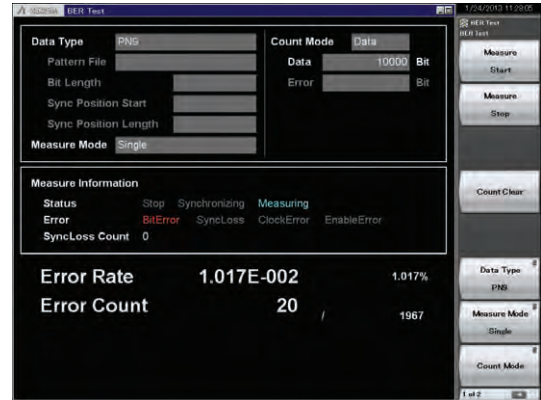 BER Test
1/24/2013 11:29:05
Data Type PN9
Pattern File
Bit Length
Sync Position Start
Sync Position Length
Measure Mode Single
Count Mode Data
Data 10000 Bit
Error Bit
Measure Information
Status Stop Synchronizing Measuring
Error BitError SyncLoss ClockError EnableError
SyncLoss Count 0
Error Rate 1.017E-002 1.017%
Error Count 20 / 1967
BER Test
BER Test
Measure
Start
Measure
Stop
Count Clear
Data Type
PN9
Measure Mode
Single
Count Mode
1 of 2